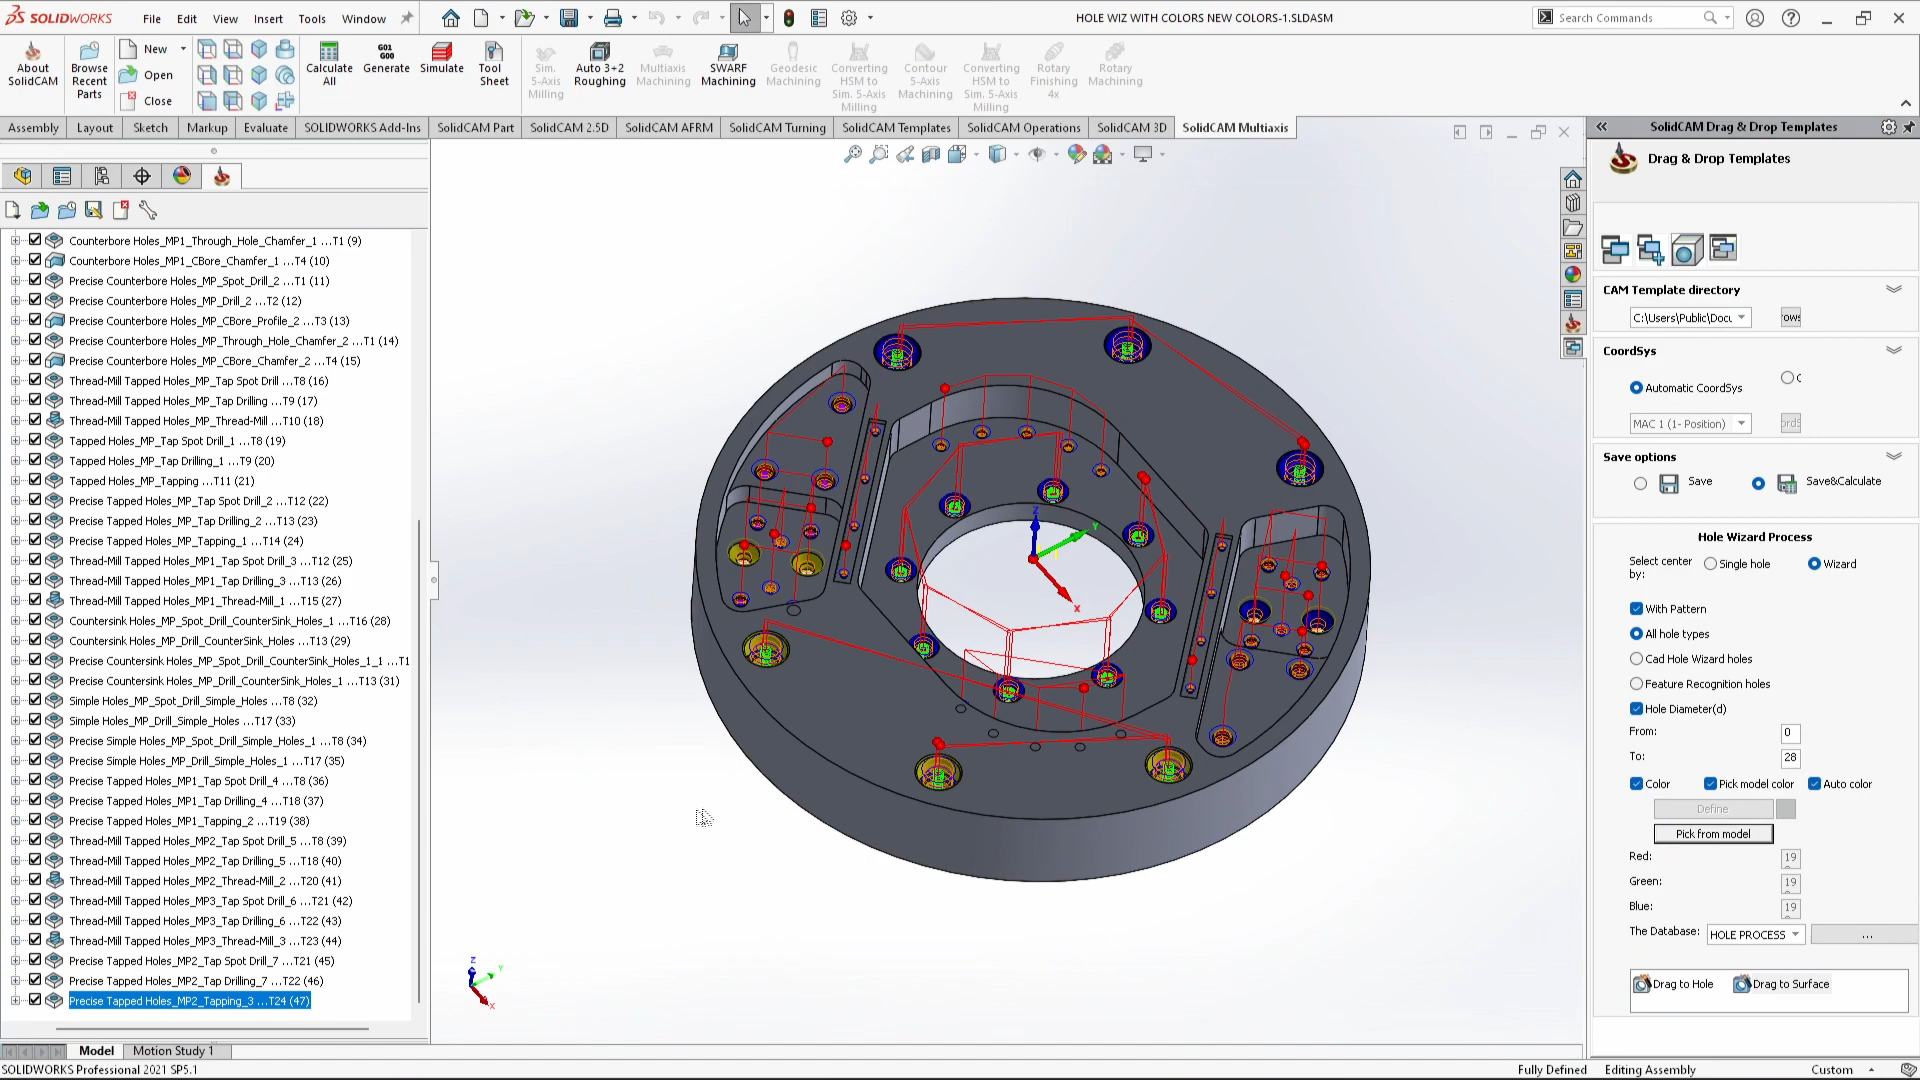 SOLIDWORKS File Edit View Insert Tools Window HOLE WIZ WITH COLORS NEW COLORS-1.SLDASM Search Commands
About SolidCAM
Browse Recent Parts
New
Open
Close
Calculate All
G01 G00
Generate
Simulate
Tool Sheet
Sim. 5-Axis Milling
Auto 3+2 Roughing
Multiaxis Machining
SWARF Machining
Geodesic Machining
Converting HSM to Sim. 5-Axis Milling
Contour 5-Axis Machining
Converting HSM to Sim. 5-Axis Milling
Rotary Finishing 4x
Rotary Machining
Assembly Layout Sketch Markup Evaluate SOLIDWORKS Add-Ins SolidCAM Part SolidCAM 2.5D SolidCAM AFRM SolidCAM Turning SolidCAM Templates SolidCAM Operations SolidCAM 3D SolidCAM Multiaxis
Counterbore Holes_MP1_Through_Hole_Chamfer_1 ...T1 (9)
Counterbore Holes_MP1_CBore_Chamfer_1 ...T4 (10)
Precise Counterbore Holes_MP_Spot_Drill_2 ...T1 (11)
Precise Counterbore Holes_MP_Drill_2 ...T2 (12)
Precise Counterbore Holes_MP_CBore_Profile_2 ...T3 (13)
Precise Counterbore Holes_MP_Through_Hole_Chamfer_2 ...T1 (14)
Precise Counterbore Holes_MP_CBore_Chamfer_2 ...T4 (15)
Thread-Mill Tapped Holes_MP_Tap Spot Drill ...T8 (16)
Thread-Mill Tapped Holes_MP_Tap Drilling ...T9 (17)
Thread-Mill Tapped Holes_MP_Thread-Mill ...T10 (18)
Tapped Holes_MP_Tap Spot Drill_1 ...T8 (19)
Tapped Holes_MP_Tap Drilling_1 ...T9 (20)
Tapped Holes_MP_Tapping ...T11 (21)
Precise Tapped Holes_MP_Tap Spot Drill_2 ...T12 (22)
Precise Tapped Holes_MP_Tap Drilling_2 ...T13 (23)
Precise Tapped Holes_MP_Tapping_1 ...T14 (24)
Thread-Mill Tapped Holes_MP1_Tap Spot Drill_3 ...T12 (25)
Thread-Mill Tapped Holes_MP1_Tap Drilling_3 ...T13 (26)
Thread-Mill Tapped Holes_MP1_Thread-Mill_1 ...T15 (27)
Countersink Holes_MP_Spot_Drill_CounterSink_Holes_1 ...T16 (28)
Countersink Holes_MP_Drill_CounterSink_Holes ...T13 (29)
Precise Countersink Holes_MP_Spot_Drill_CounterSink_Holes_1_1 ...T1
Precise Countersink Holes_MP_Drill_CounterSink_Holes_1 ...T13 (31)
Simple Holes_MP_Spot_Drill_Simple_Holes ...T8 (32)
Simple Holes_MP_Drill_Simple_Holes ...T17 (33)
Precise Simple Holes_MP_Spot_Drill_Simple_Holes_1 ...T8 (34)
Precise Simple Holes_MP_Drill_Simple_Holes_1 ...T17 (35)
Precise Tapped Holes_MP1_Tap Spot Drill_4 ...T8 (36)
Precise Tapped Holes_MP1_Tap Drilling_4 ...T18 (37)
Precise Tapped Holes_MP1_Tapping_2 ...T19 (38)
Thread-Mill Tapped Holes_MP2_Tap Spot Drill_5 ...T8 (39)
Thread-Mill Tapped Holes_MP2_Tap Drilling_5 ...T18 (40)
Thread-Mill Tapped Holes_MP2_Thread-Mill_2 ...T20 (41)
Thread-Mill Tapped Holes_MP3_Tap Spot Drill_6 ...T21 (42)
Thread-Mill Tapped Holes_MP3_Tap Drilling_6 ...T22 (43)
Thread-Mill Tapped Holes_MP3_Thread-Mill_3 ...T23 (44)
Precise Tapped Holes_MP2_Tap Spot Drill_7 ...T21 (45)
Precise Tapped Holes_MP2_Tap Drilling_7 ...T22 (46)
Precise Tapped Holes_MP2_Tapping_3 ...T24 (47)
Z
Y
X
Z
Y
X
SolidCAM Drag & Drop Templates
Drag & Drop Templates
CAM Template directory
C:\Users\Public\Docu
CoordSys
Automatic CoordSys
MAC 1 (1- Position)
Save options
Save Save&Calculate
Hole Wizard Process
Select center by: Single hole Wizard
With Pattern
All hole types
Cad Hole Wizard holes
Feature Recognition holes
Hole Diameter(d)
From: 0
To: 28
Color Pick model color Auto color
Define
Pick from model
Red: 19
Green: 19
Blue: 19
The Database: HOLE PROCESS ...
Drag to Hole Drag to Surface
Model Motion Study 1
SOLIDWORKS Professional 2021 SP5.1 Fully Defined Editing Assembly Custom